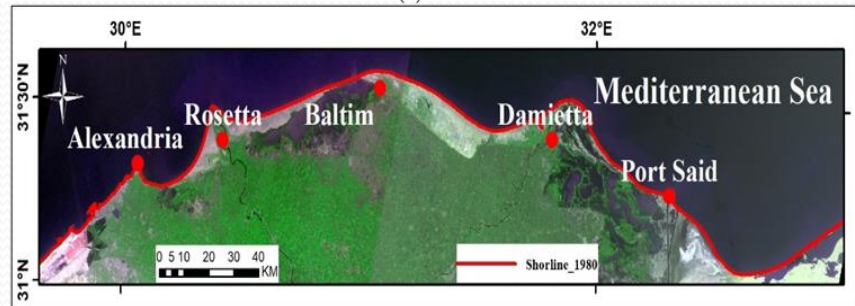 30°E 32°E
31°30'N
N
Mediterranean Sea
Rosetta Baltim Damietta
Alexandria
Port Said
0 5 10 20 30 40
KM
Shorline_1980
31°N